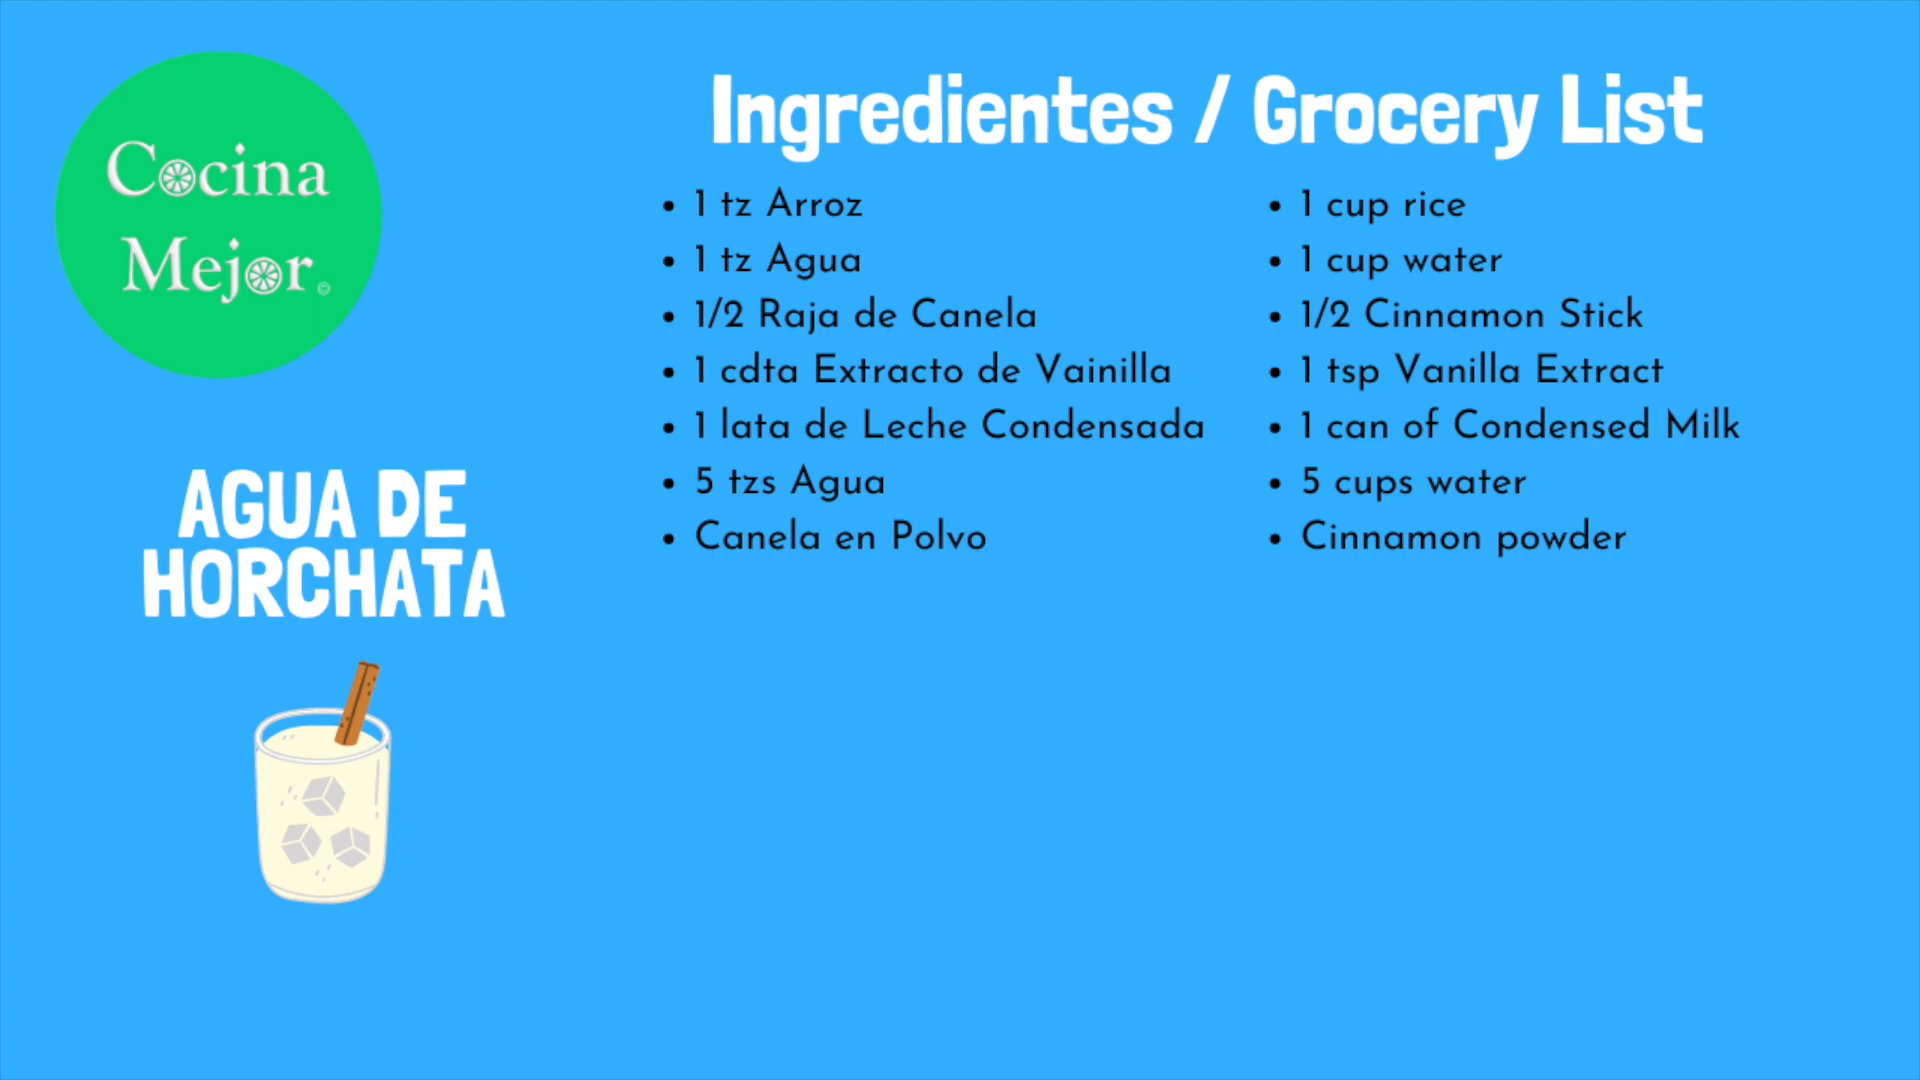 Cocina
Mejor ©
AGUA DE
HORCHATA
Ingredientes / Grocery List
• 1 tz Arroz
• 1 tz Agua
• 1/2 Raja de Canela
• 1 cdta Extracto de Vainilla
• 1 lata de Leche Condensada
• 5 tzs Agua
• Canela en Polvo
• 1 cup rice
• 1 cup water
• 1/2 Cinnamon Stick
• 1 tsp Vanilla Extract
• 1 can of Condensed Milk
• 5 cups water
• Cinnamon powder